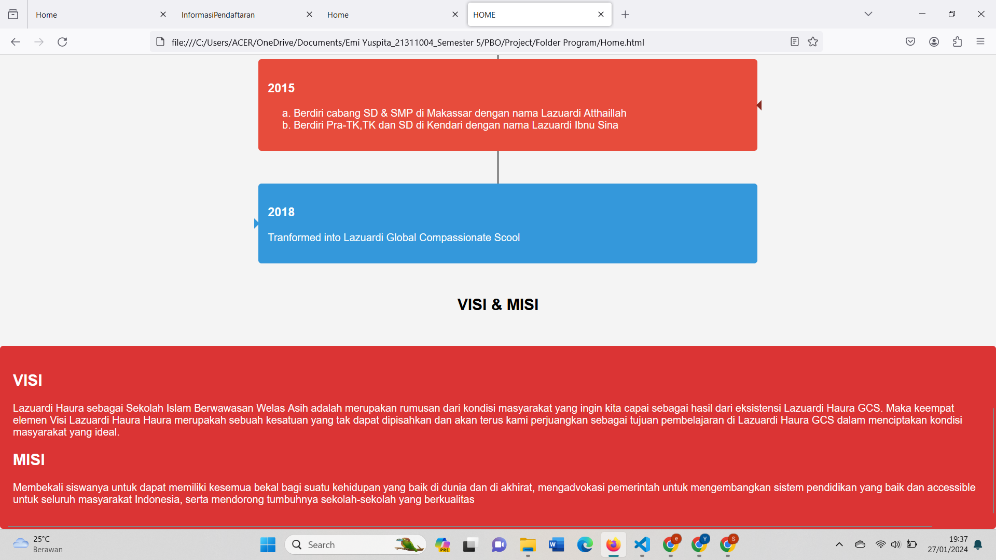 Home
InformasiPendaftaran
Home
HOME
file:///C:/Users/ACER/OneDrive/Documents/Emi Yuspita_21311004_Semester 5/PBO/Project/Folder Program/Home.html
2015
a. Berdiri cabang SD & SMP di Makassar dengan nama Lazuardi Atthaillah
b. Berdiri Pra-TK,TK dan SD di Kendari dengan nama Lazuardi Ibnu Sina
2018
Tranformed into Lazuardi Global Compassionate Scool
VISI & MISI
VISI
Lazuardi Haura sebagai Sekolah Islam Berwawasan Welas Asih adalah merupakan rumusan dari kondisi masyarakat yang ingin kita capai sebagai hasil dari eksistensi Lazuardi Haura GCS. Maka keempat
elemen Visi Lazuardi Haura Haura merupakah sebuah kesatuan yang tak dapat dipisahkan dan akan terus kami perjuangkan sebagai tujuan pembelajaran di Lazuardi Haura GCS dalam menciptakan kondisi
masyarakat yang ideal.
MISI
Membekali siswanya untuk dapat memiliki kesemua bekal bagi suatu kehidupan yang baik di dunia dan di akhirat, mengadvokasi pemerintah untuk mengembangkan sistem pendidikan yang baik dan accessible
untuk seluruh masyarakat Indonesia, serta mendorong tumbuhnya sekolah-sekolah yang berkualitas
25°C
Berawan
Search
19:37
27/01/2024